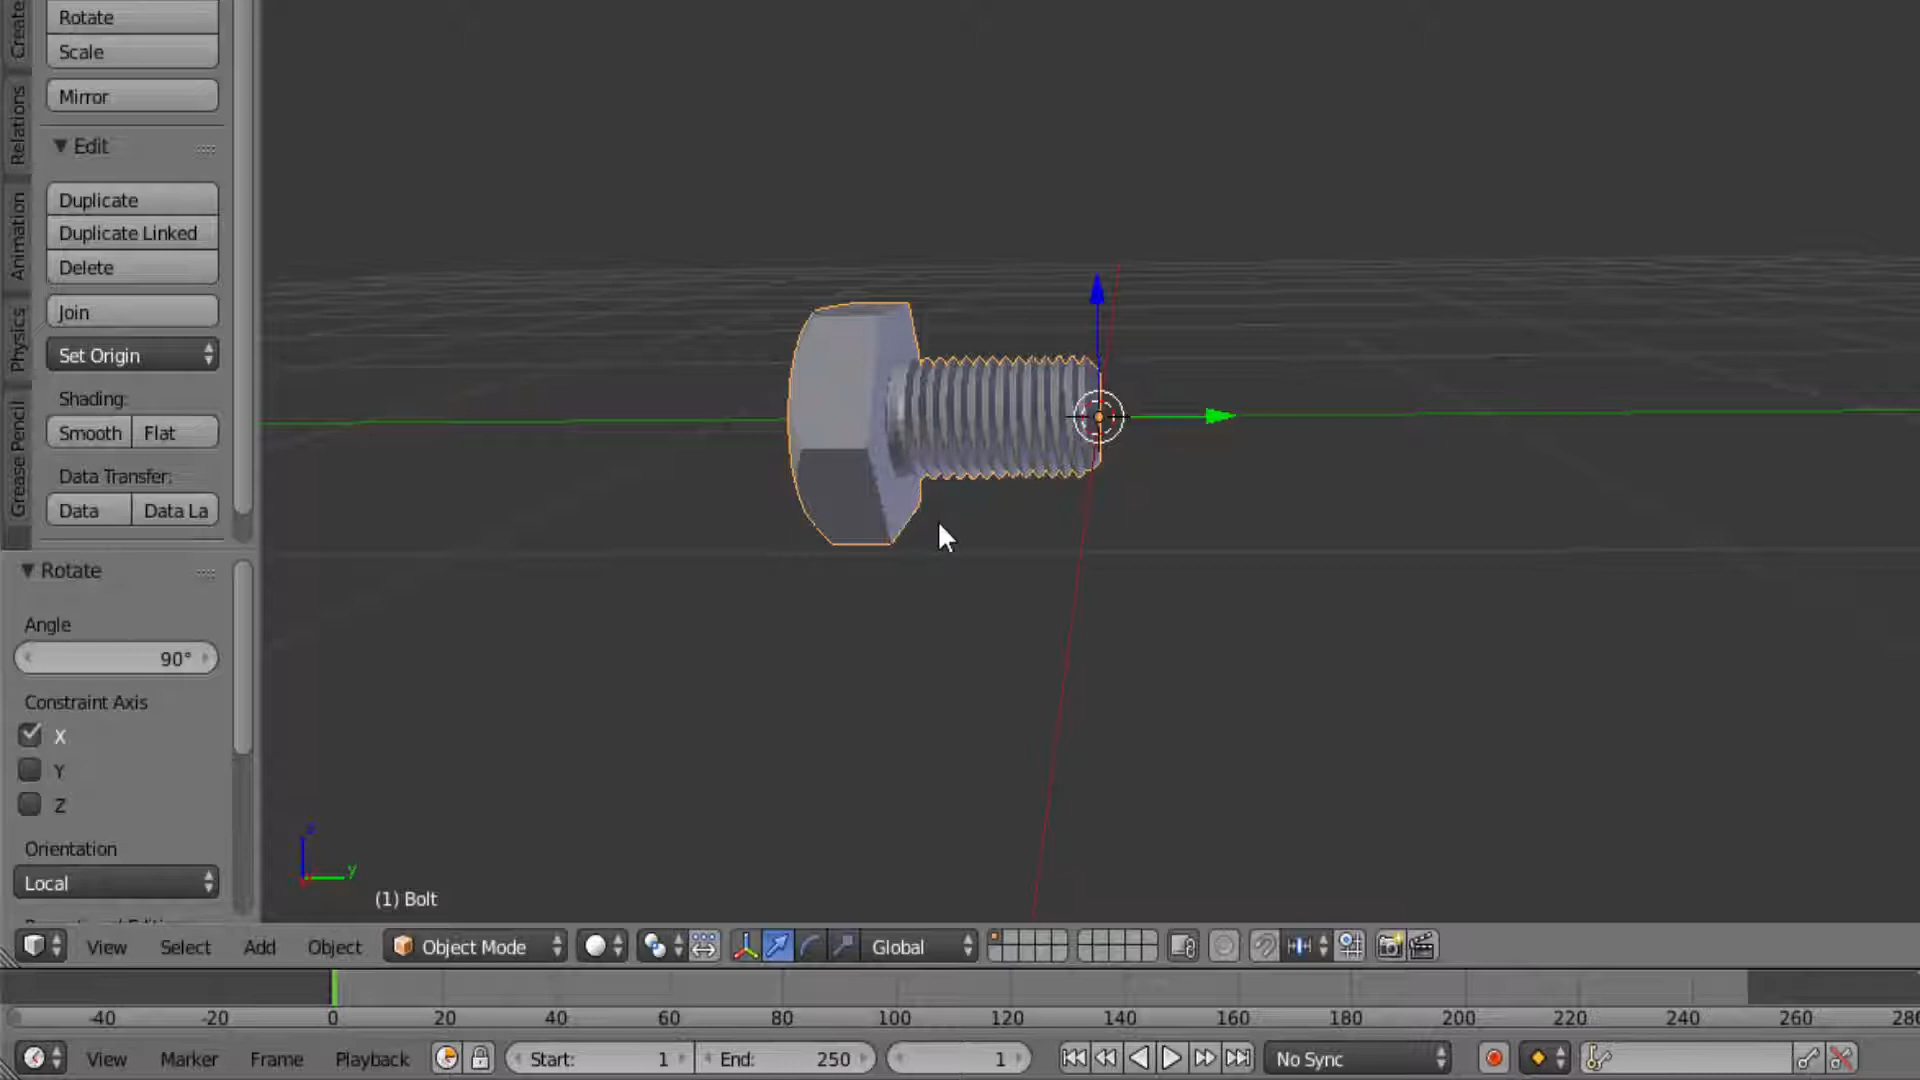 Create
Relations
Animation
Physics
Grease Pencil
Rotate
Scale
Mirror
Edit
Duplicate
Duplicate Linked
Delete
Join
Set Origin
Shading:
Smooth Flat
Data Transfer:
Data Data La
Rotate
Angle
90°
Constraint Axis
X
Y
Z
Orientation
Local
z
y
(1) Bolt
View Select Add Object Object Mode Global
-40 -20 0 20 40 60 80 100 120 140 160 180 200 220 240 260 280
View Marker Frame Playback Start: 1 End: 250 1 No Sync